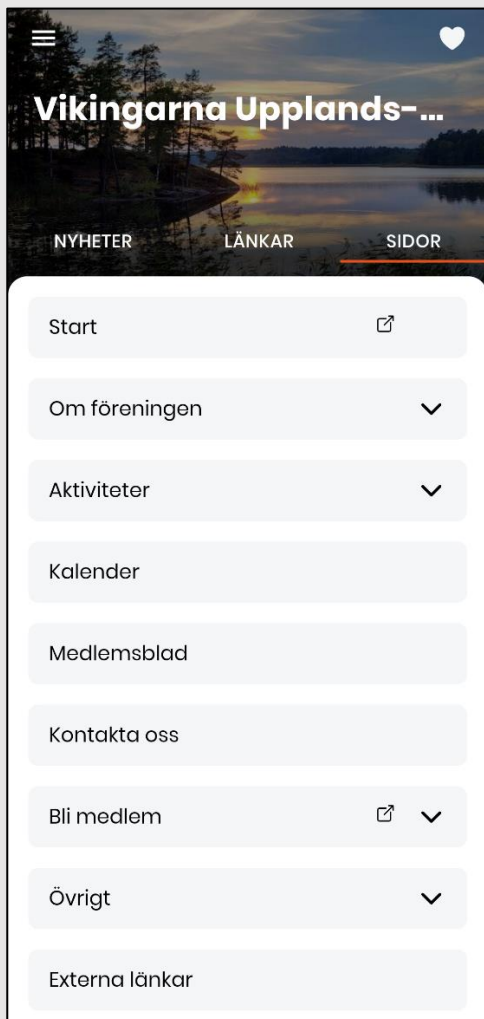 Vikingarna Upplands-...
NYHETER LÄNKAR SIDOR
Start
Om föreningen
Aktiviteter
Kalender
Medlemsblad
Kontakta oss
Bli medlem
Övrigt
Externa länkar